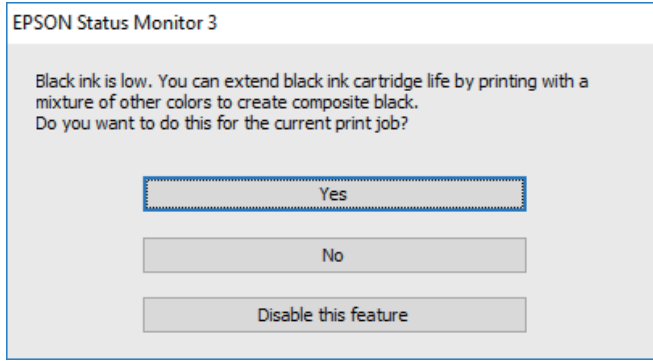 EPSON Status Monitor 3
Black ink is low. You can extend black ink cartridge life by printing with a
mixture of other colors to create composite black.
Do you want to do this for the current print job?
Yes
No
Disable this feature